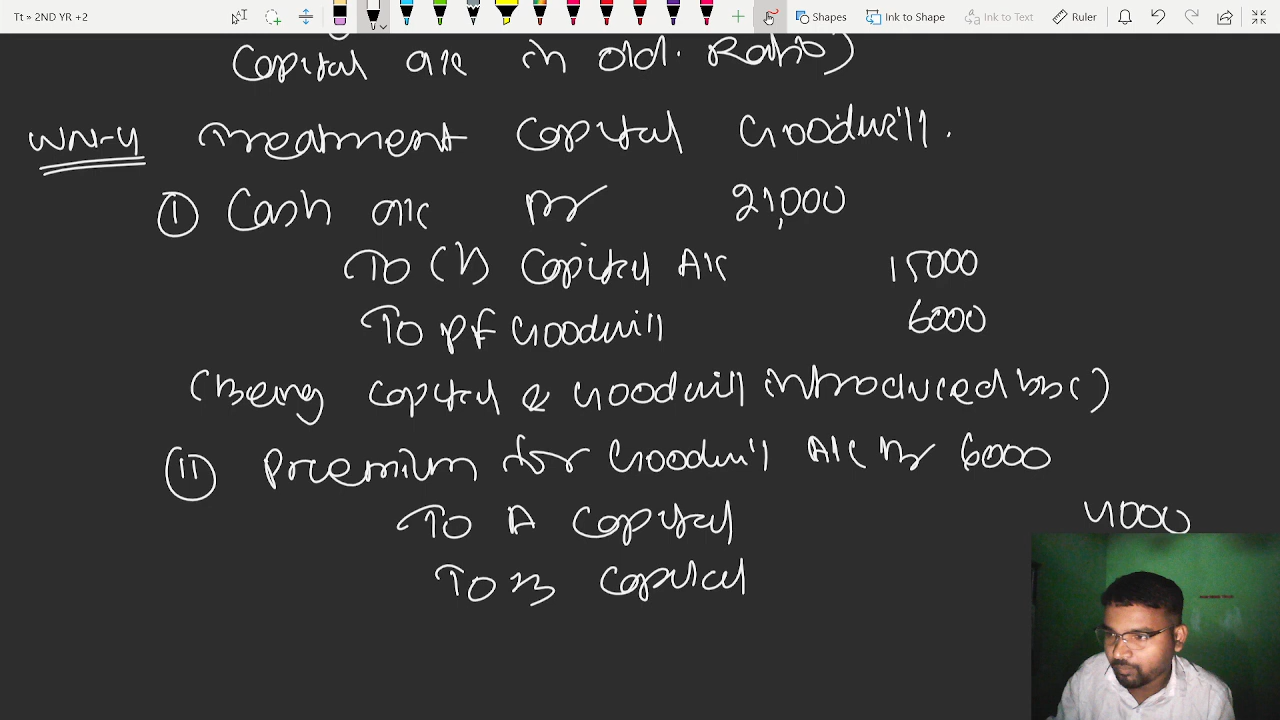 Tt » 2ND YR +2
Shapes
Ink to Shape
Ink to Text
Ruler
Capital a/c in old. Ratio)
WN-4 Treatment Capital Goodwill.
(I) Cash a/c Dr 21,000
To C's Capital A/c 15000
To pf Goodwill 6000
(Being Capital & Goodwill introduced by C)
(II) Premium for Goodwill A/c Dr 6000
To A Capital 4000
To B Capital